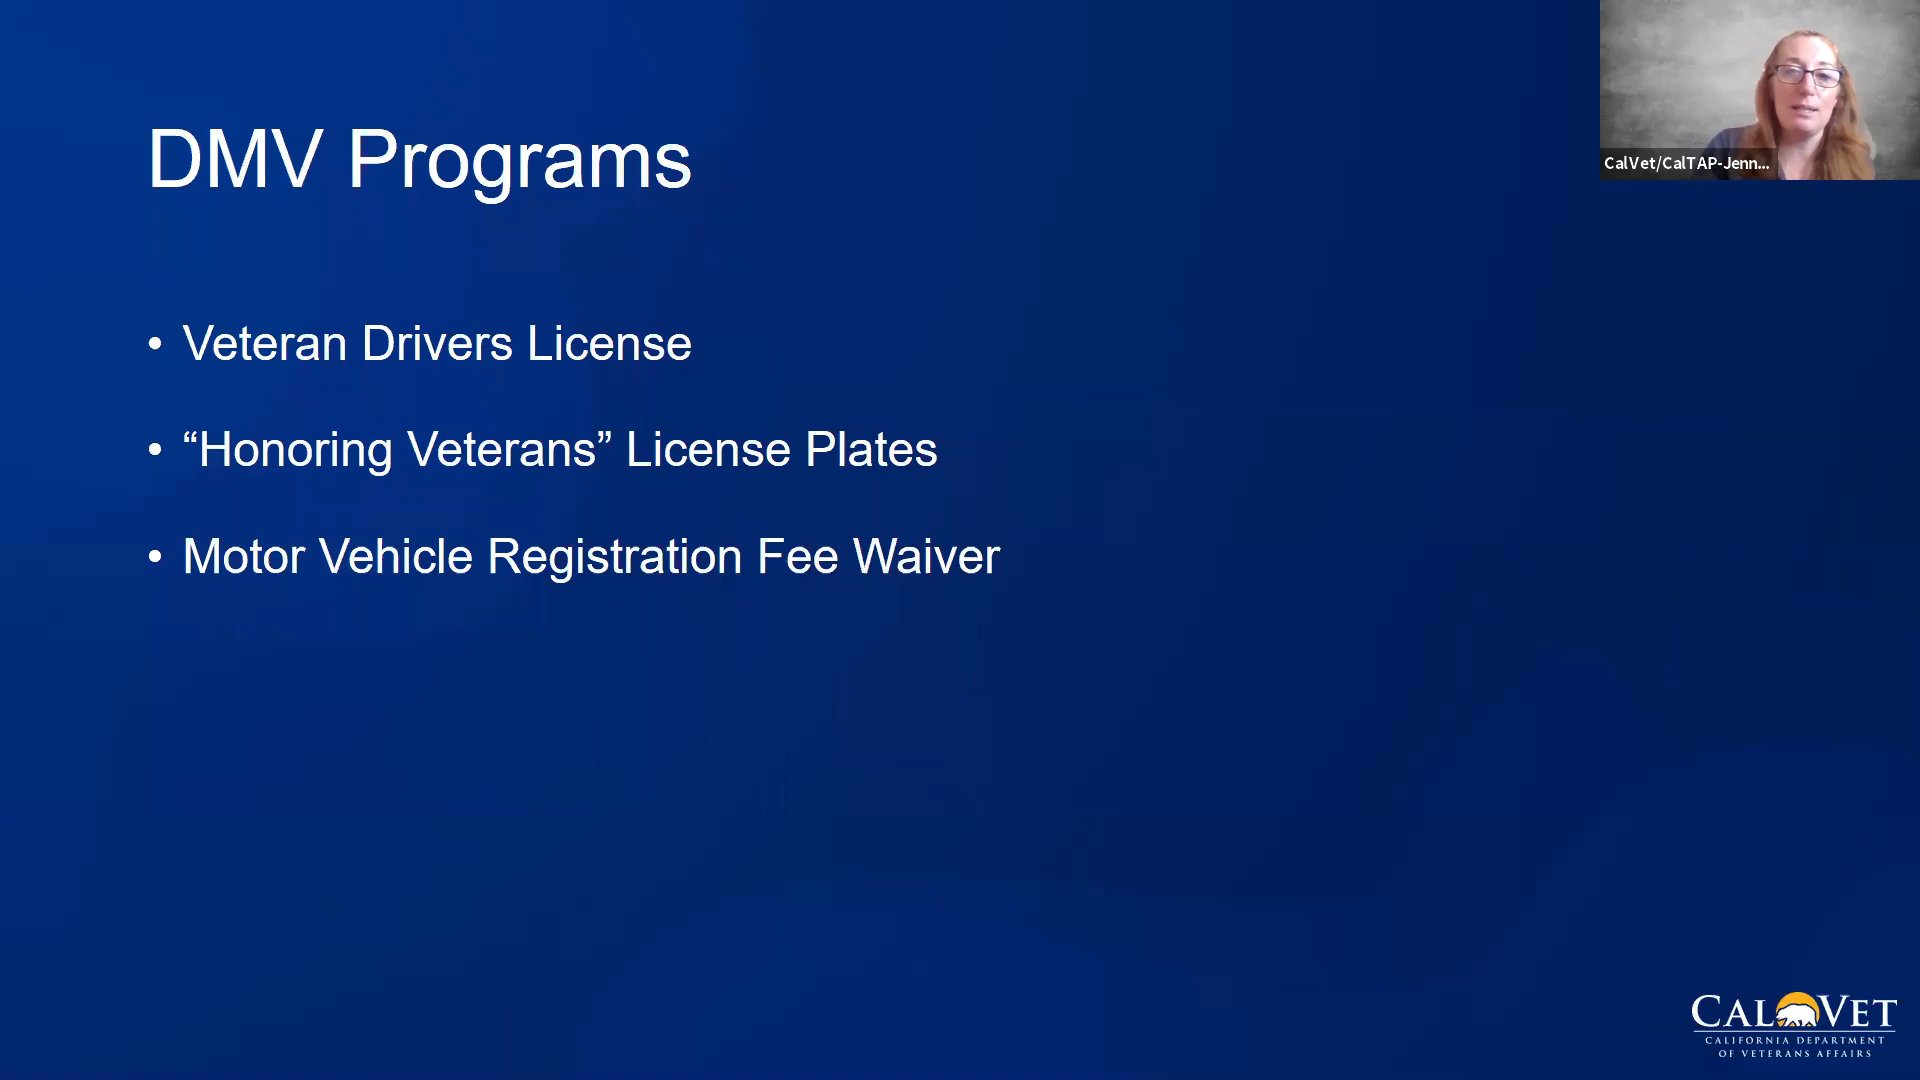 DMV Programs
CalVet/CalTAP-Jenn...
• Veteran Drivers License
• “Honoring Veterans” License Plates
• Motor Vehicle Registration Fee Waiver
CALVET
CALIFORNIA DEPARTMENT
OF VETERANS AFFAIRS